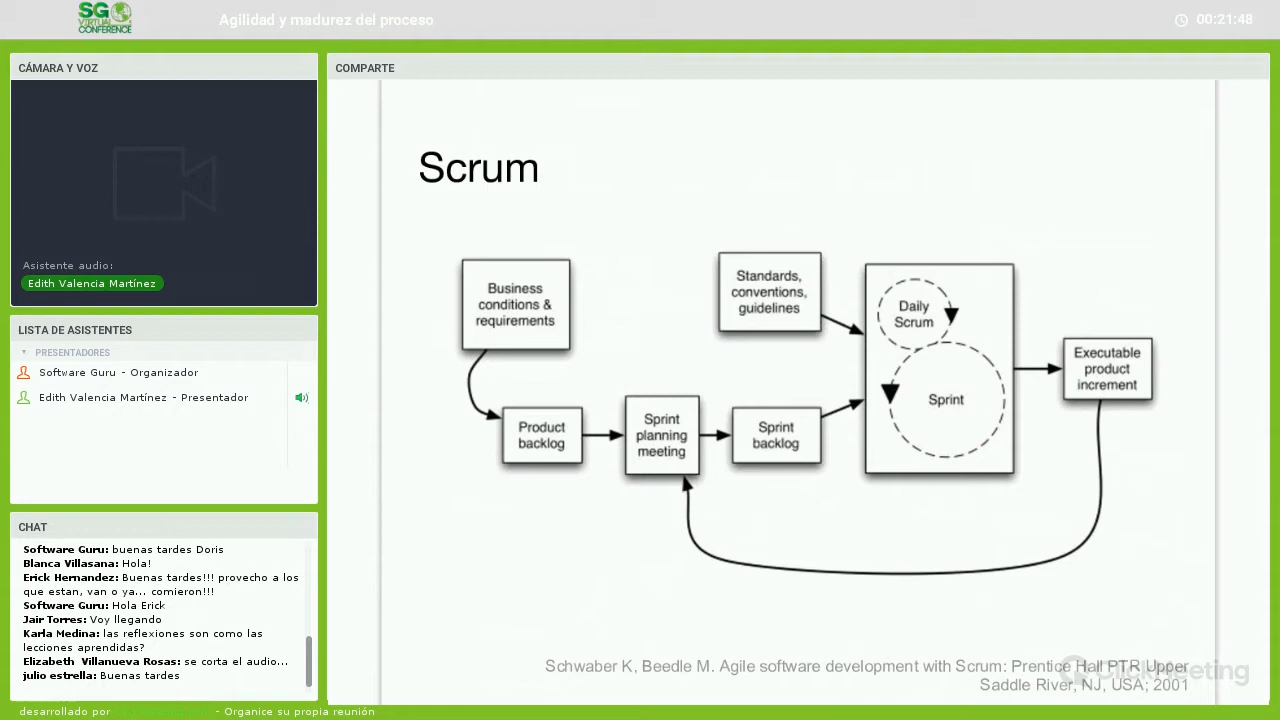 SG
VIRTUAL
CONFERENCE
Agilidad y madurez del proceso
00:21:48
CÁMARA Y VOZ
Asistente audio:
Edith Valencia Martínez
LISTA DE ASISTENTES
PRESENTADORES
Software Guru - Organizador
Edith Valencia Martínez - Presentador
CHAT
Software Guru: buenas tardes Doris
Blanca Villasana: Hola!
Erick Hernandez: Buenas tardes!!! provecho a los
que estan, van o ya... comieron!!!
Software Guru: Hola Erick
Jair Torres: Voy llegando
Karla Medina: las reflexiones son como las
lecciones aprendidas?
Elizabeth Villanueva Rosas: se corta el audio...
julio estrella: Buenas tardes
desarrollado por
- Organice su propia reunión
COMPARTE
Scrum
Business
conditions &
requirements
Product
backlog
Sprint
planning
meeting
Standards,
conventions,
guidelines
Sprint
backlog
Daily
Scrum
Sprint
Executable
product
increment
Schwaber K, Beedle M. Agile software development with Scrum: Prentice Hall PTR Upper
Saddle River, NJ, USA; 2001
ClickMeeting